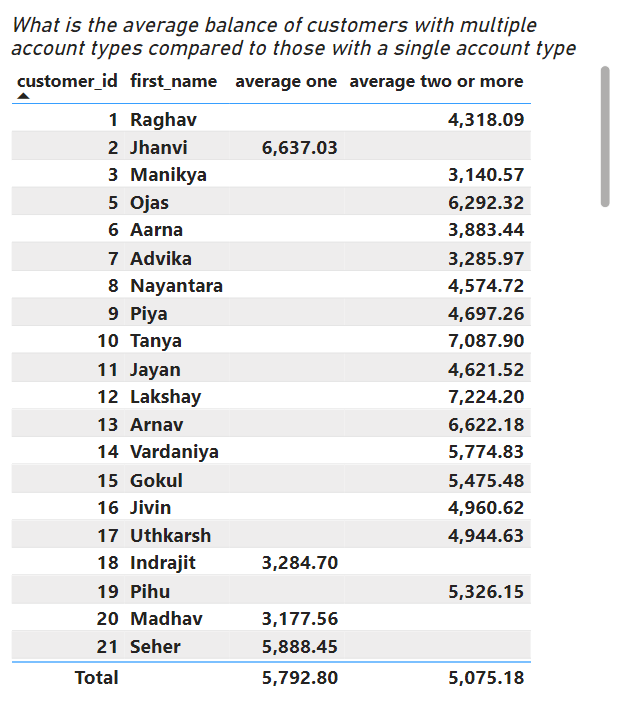 What is the average balance of customers with multiple
account types compared to those with a single account type
customer_id first_name average one average two or more
1 Raghav 4,318.09
2 Jhanvi 6,637.03
3 Manikya 3,140.57
5 Ojas 6,292.32
6 Aarna 3,883.44
7 Advika 3,285.97
8 Nayantara 4,574.72
9 Piya 4,697.26
10 Tanya 7,087.90
11 Jayan 4,621.52
12 Lakshay 7,224.20
13 Arnav 6,622.18
14 Vardaniya 5,774.83
15 Gokul 5,475.48
16 Jivin 4,960.62
17 Uthkarsh 4,944.63
18 Indrajit 3,284.70
19 Pihu 5,326.15
20 Madhav 3,177.56
21 Seher 5,888.45
Total 5,792.80 5,075.18